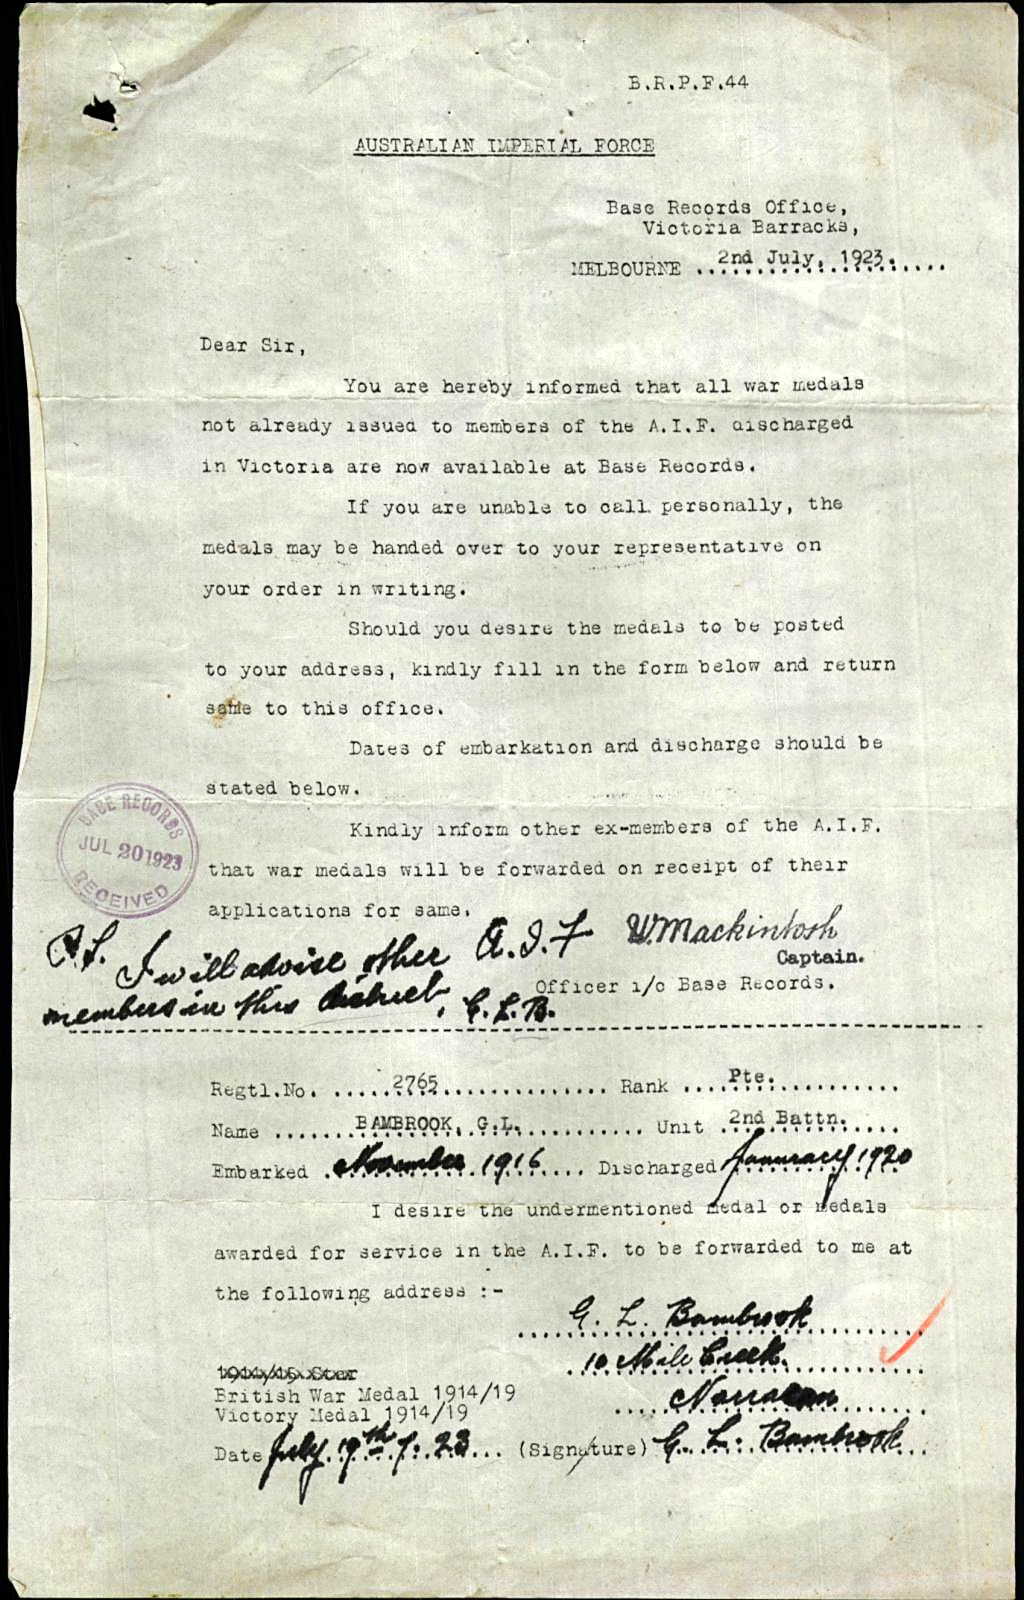 B.R.P.F.44
AUSTRALIAN IMPERIAL FORCE
Base Records Office,
Victoria Barracks,
MELBOURNE 2nd July, 1923.
Dear Sir,
You are hereby informed that all war medals
not already issued to members of the A.I.F. discharged
in Victoria are now available at Base Records.
If you are unable to call personally, the
medals may be handed over to your representative on
your order in writing.
Should you desire the medals to be posted
to your address, kindly fill in the form below and return
same to this office.
Dates of embarkation and discharge should be
stated below.
Kindly inform other ex-members of the A.I.F.
that war medals will be forwarded on receipt of their
applications for same.
BASE RECORDS
JUL 20 1923
RECEIVED
W. Mackintosh
Captain.
Officer i/c Base Records.
I will advise other A.I.F
members in this District, G.L.B.
Regtl.No. ....2765.... Rank ....Pte.....
Name ....BAMBROOK, G.L..... Unit ..2nd Battn...
Embarked .November 1916.... Discharged January 1920
I desire the undermentioned medal or medals
awarded for service in the A.I.F. to be forwarded to me at
the following address :-
G. L. Bambrook
10 Mile Creek.
Narracan
1914/15 Star
British War Medal 1914/19
Victory Medal 1914/19
Date July 19th 7. 23... (Signature) G. L. Bambrook